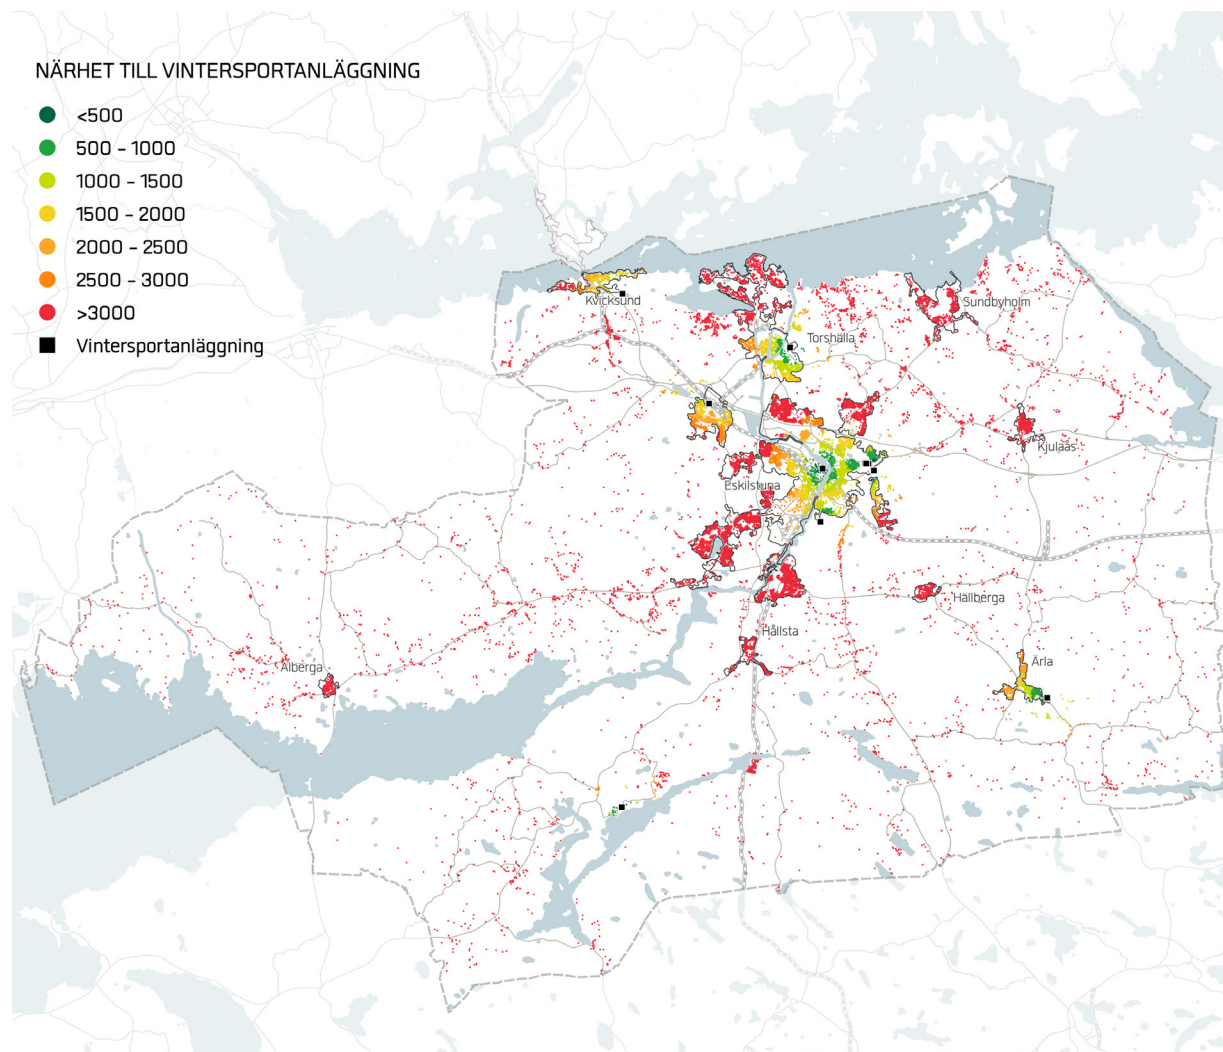 NÄRHET TILL VINTERSPORTANLÄGGNING
<500
500 – 1000
1000 – 1500
1500 – 2000
2000 – 2500
2500 – 3000
>3000
Vintersportanläggning
Kvicksund
Sundbyholm
Torshälla
Kjulaås
Eskilstuna
Hällberga
Hållsta
Ärla
Alberga